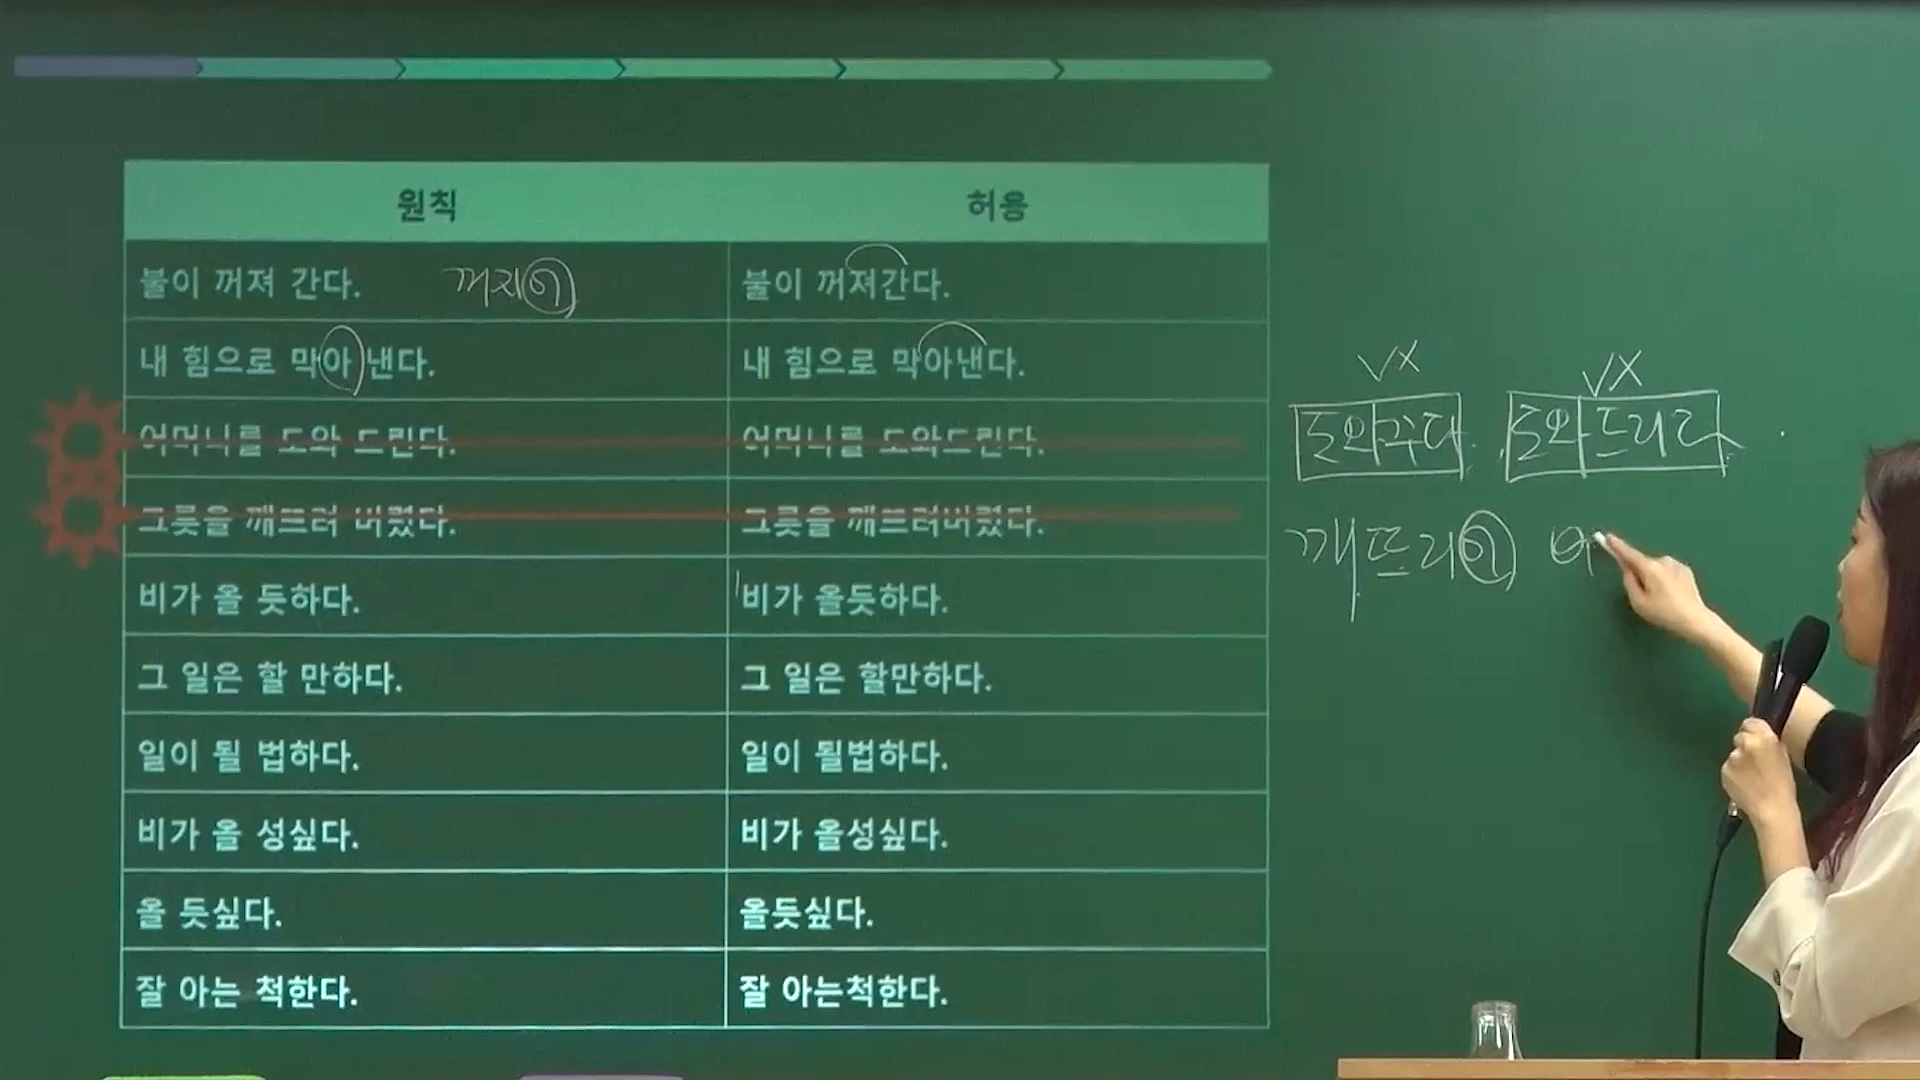 원칙 허용
불이 꺼져 간다. 꺼지어 불이 꺼져간다.
내 힘으로 막아 낸다. 내 힘으로 막아낸다.
어머니를 도와 드린다. 어머니를 도와드린다.
그릇을 깨뜨려 버렸다. 그릇을 깨뜨려버렸다.
비가 올 듯하다. 비가 올듯하다.
그 일은 할 만하다. 그 일은 할만하다.
일이 될 법하다. 일이 될법하다.
비가 올 성싶다. 비가 올성싶다.
올 듯싶다. 올듯싶다.
잘 아는 척한다. 잘 아는척한다.
∨X ∨X
도와주다. 도와드리다
깨뜨리어